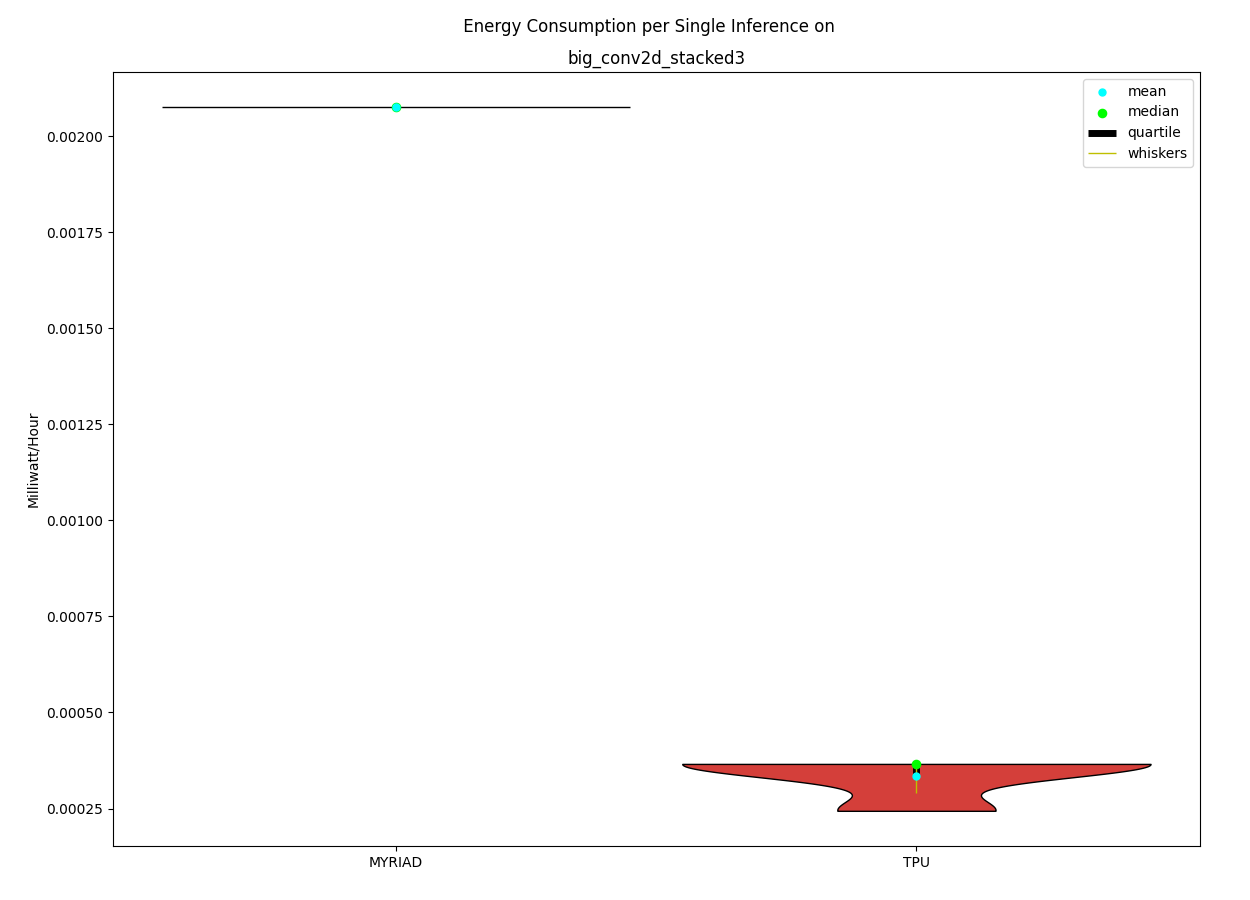 Energy Consumption per Single Inference on
big_conv2d_stacked3
mean
median
quartile
whiskers
0.00200
0.00175
0.00150
0.00125
0.00100
0.00075
0.00050
0.00025
Milliwatt/Hour
MYRIAD
TPU